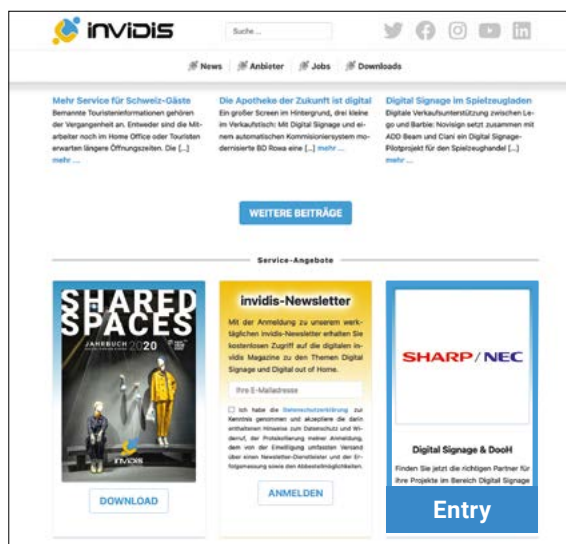 invidis
Suche ...
News
Anbieter
Jobs
Downloads
Mehr Service für Schweiz-Gäste
Bemannte Touristeninformationen gehören
der Vergangenheit an. Entweder sind die Mit-
arbeiter noch im Home Office oder Touristen
erwarten längere Öffnungszeiten. Die [...]
mehr ...
Die Apotheke der Zukunft ist digital
Ein großer Screen im Hintergrund, drei kleine
im Verkaufstisch: Mit Digital Signage und ei-
nem automatischen Kommisioniersystem mo-
dernisierte BD Rowa eine [...] mehr ...
Digital Signage im Spielzeugladen
Digitale Verkaufsunterstützung zwischen Le-
go und Barbie: Novisign setzt zusammen mit
ADD Beam und Clani ein Digital Signage-
Pilotprojekt für den Spielzeughandel [...]
mehr ...
WEITERE BEITRÄGE
Service-Angebote
SHARED
SPACES
JAHRBUCH 2020
invidis
DOWNLOAD
invidis-Newsletter
Mit der Anmeldung zu unserem werk-
täglichen invidis-Newsletter erhalten Sie
kostenlosen Zugriff auf die digitalen in-
vidis Magazine zu den Themen Digital
Signage und Digital out of Home.
Ihre E-Mailadresse
Ich habe die Datenschutzerklärung zur
Kenntnis genommen und akzeptiere die darin
enthaltenen Hinweise zum Datenschutz und Wi-
derruf, der Protokollierung meiner Anmeldung,
dem von der Einwilligung umfassten Versand
über einen Newsletter-Dienstleister und der Er-
folgsmessung sowie den Abbestellmöglichkeiten.
ANMELDEN
SHARP/NEC
Digital Signage & DooH
Finden Sie jetzt die richtigen Partner für
ihre Projekte im Bereich Digital Signage
Entry